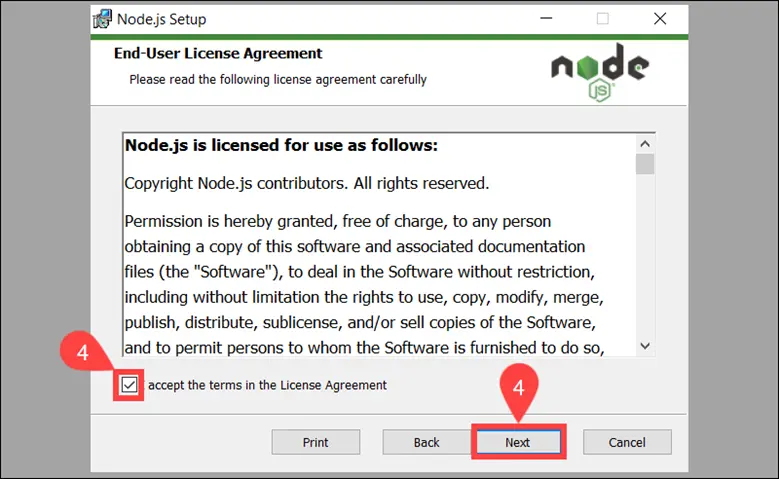 Node.js Setup
End-User License Agreement
Please read the following license agreement carefully
node
JS
Node.js is licensed for use as follows:
Copyright Node.js contributors. All rights reserved.
Permission is hereby granted, free of charge, to any person
obtaining a copy of this software and associated documentation
files (the "Software"), to deal in the Software without restriction,
including without limitation the rights to use, copy, modify, merge,
publish, distribute, sublicense, and/or sell copies of the Software,
and to permit persons to whom the Software is furnished to do so,
4
accept the terms in the License Agreement
4
Print
Back
Next
Cancel